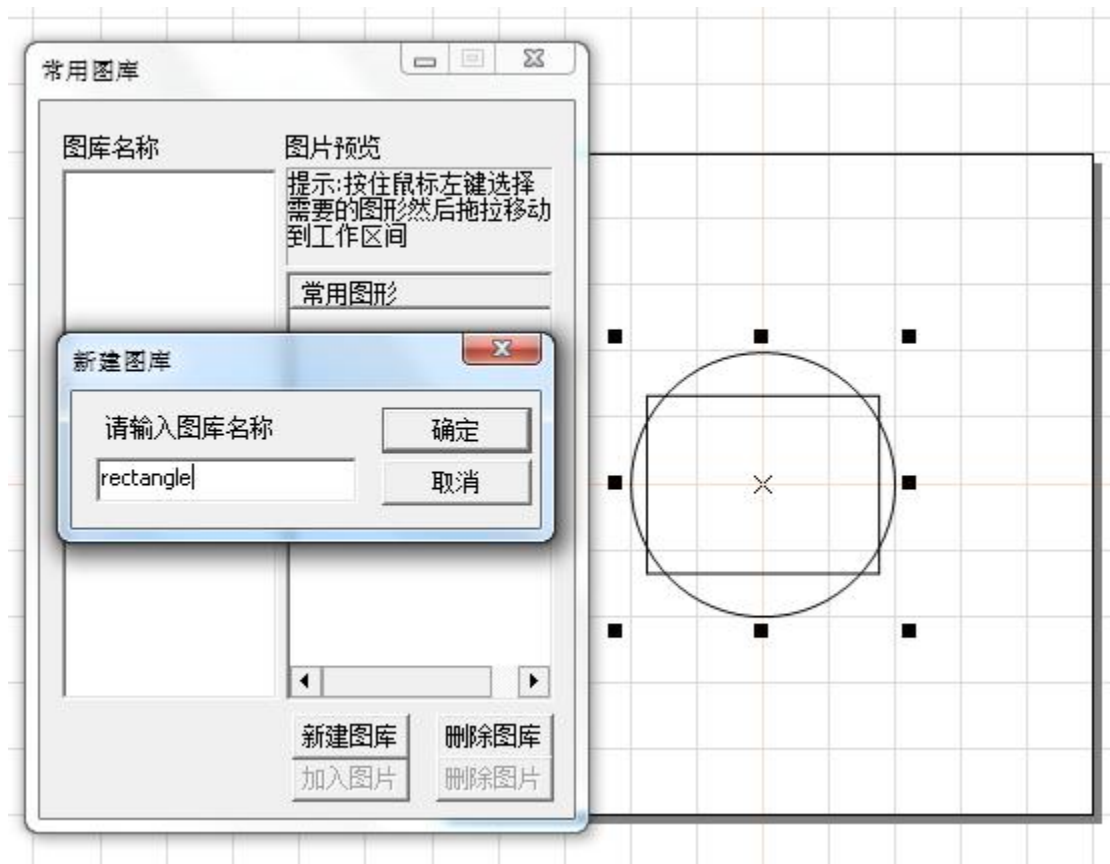 常用图库
图库名称
图片预览
提示:按住鼠标左键选择
需要的图形然后拖拉移动
到工作区间
常用图形
新建图库
请输入图库名称
确定
rectangle
取消
新建图库
删除图库
加入图片
删除图片